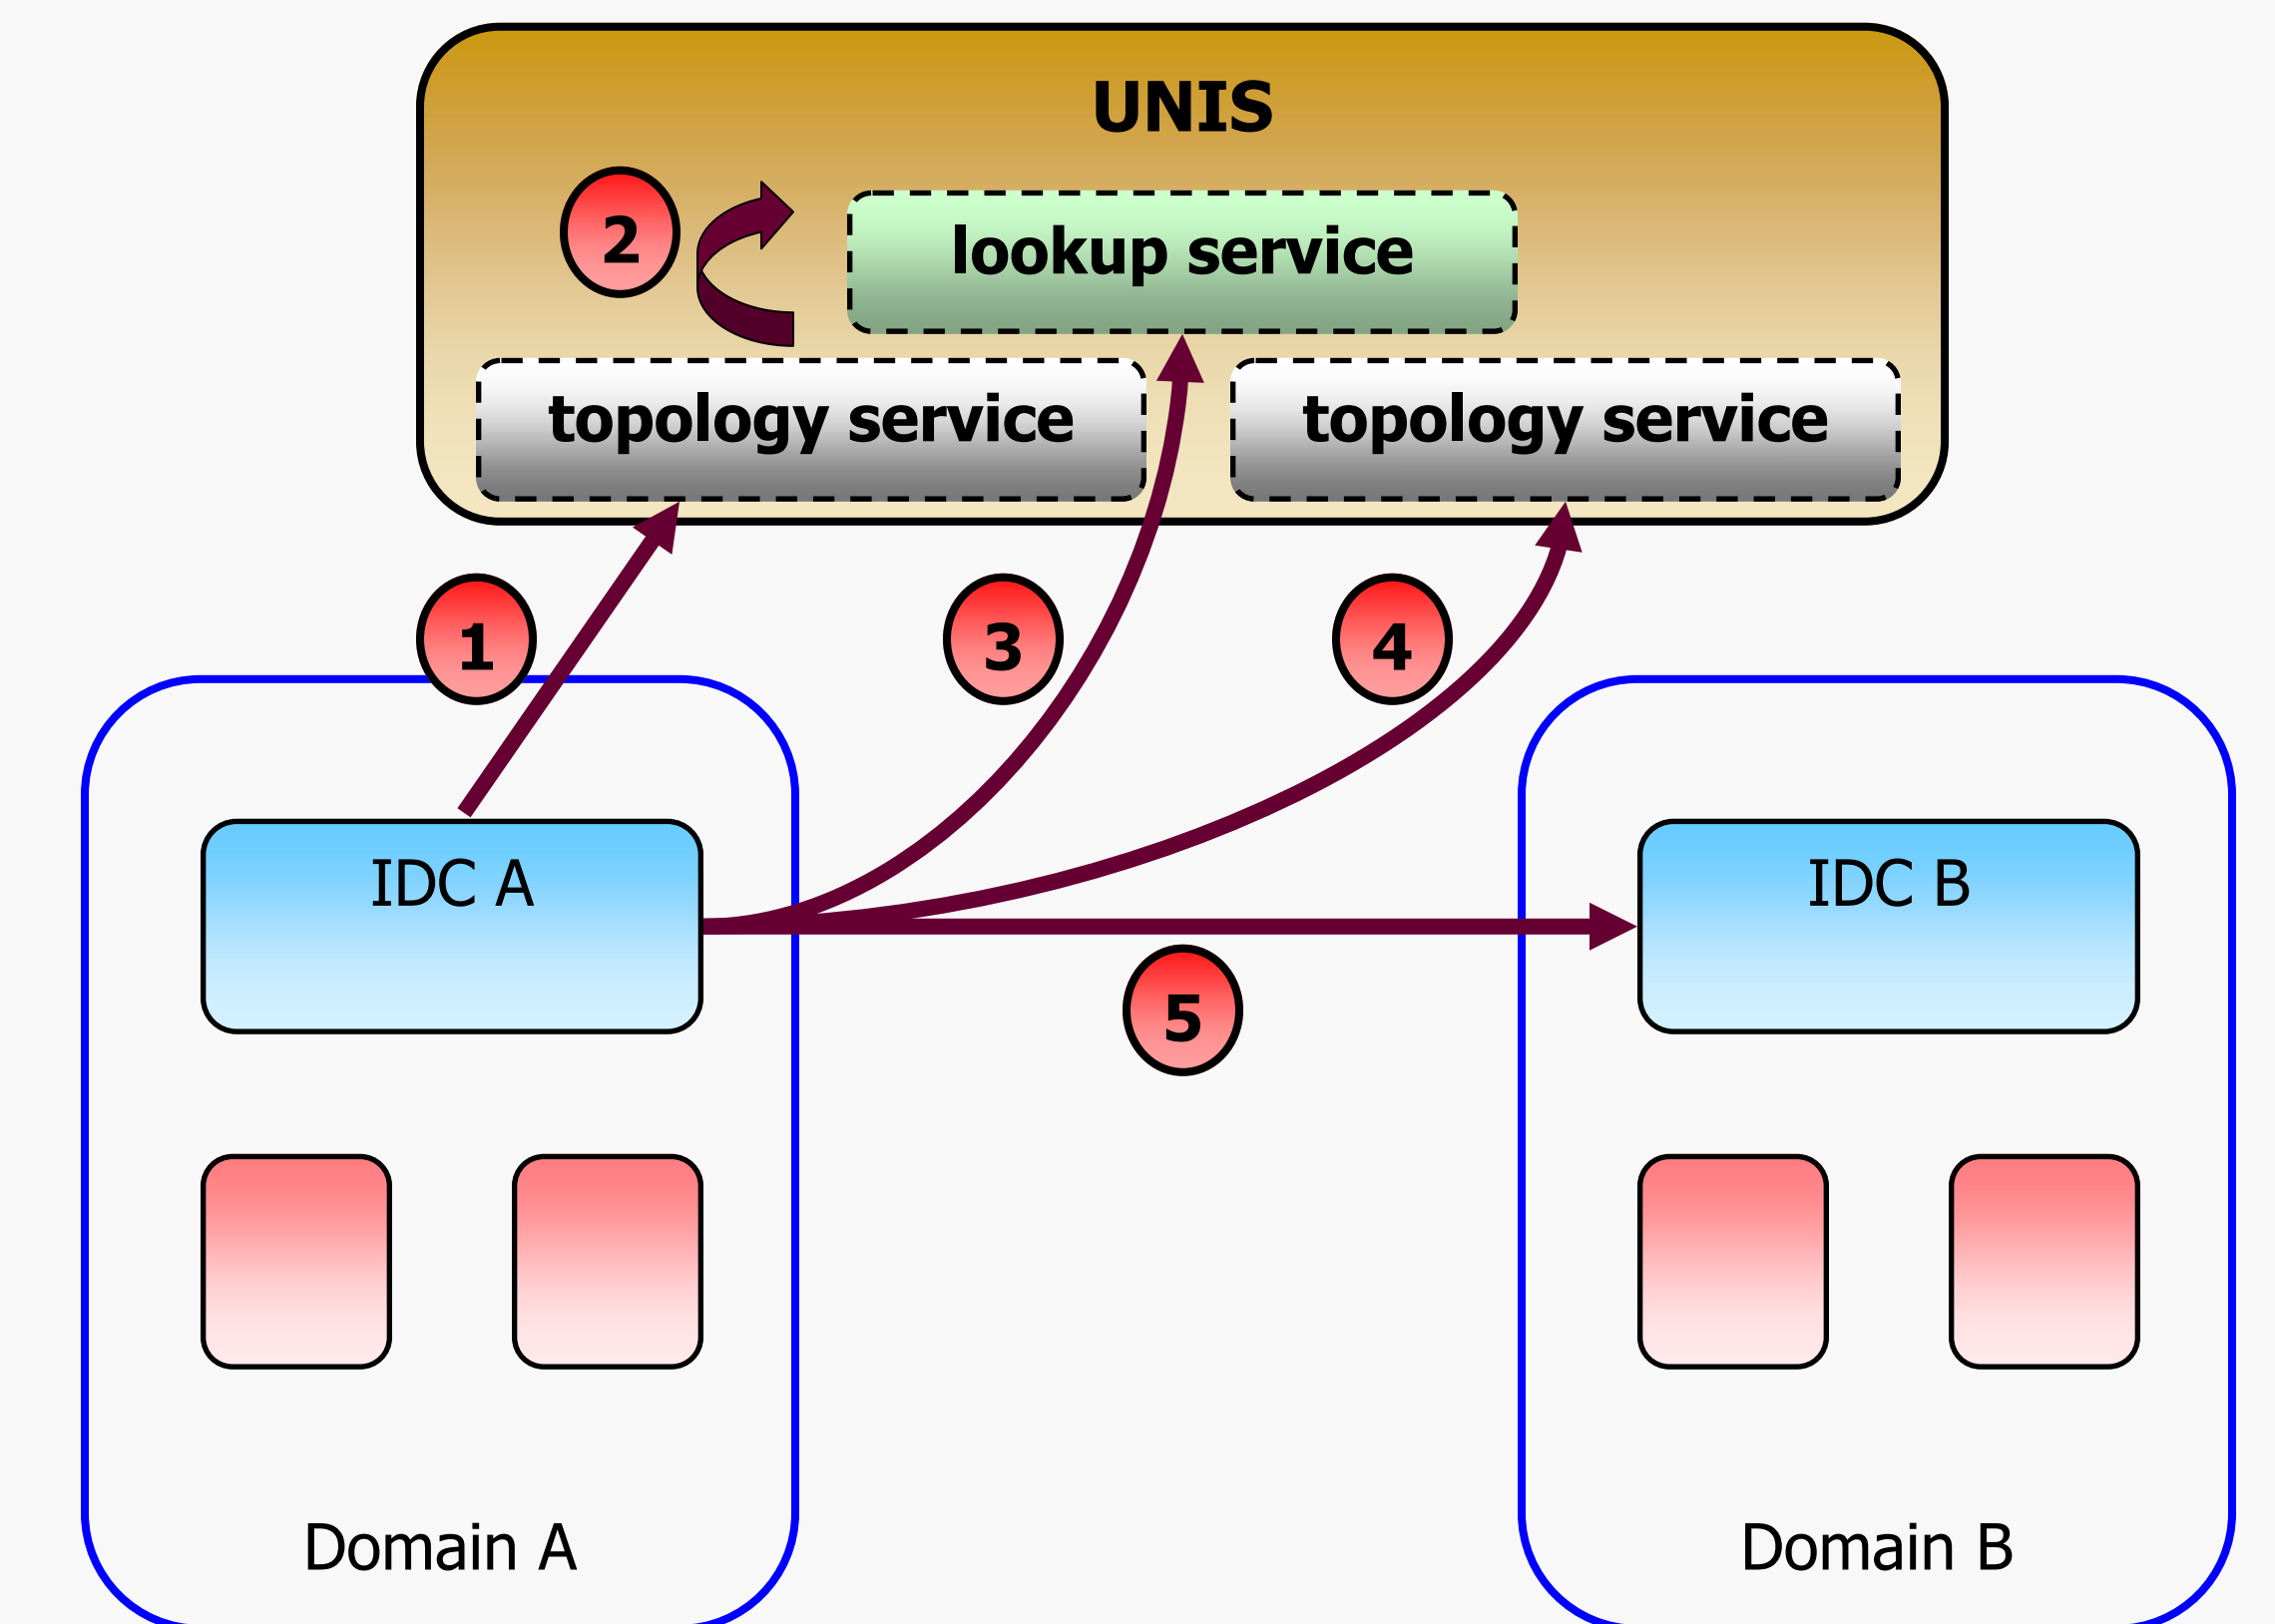 UNIS
2
lookup service
topology service topology service
1 3 4
IDC A IDC B
5
Domain A Domain B